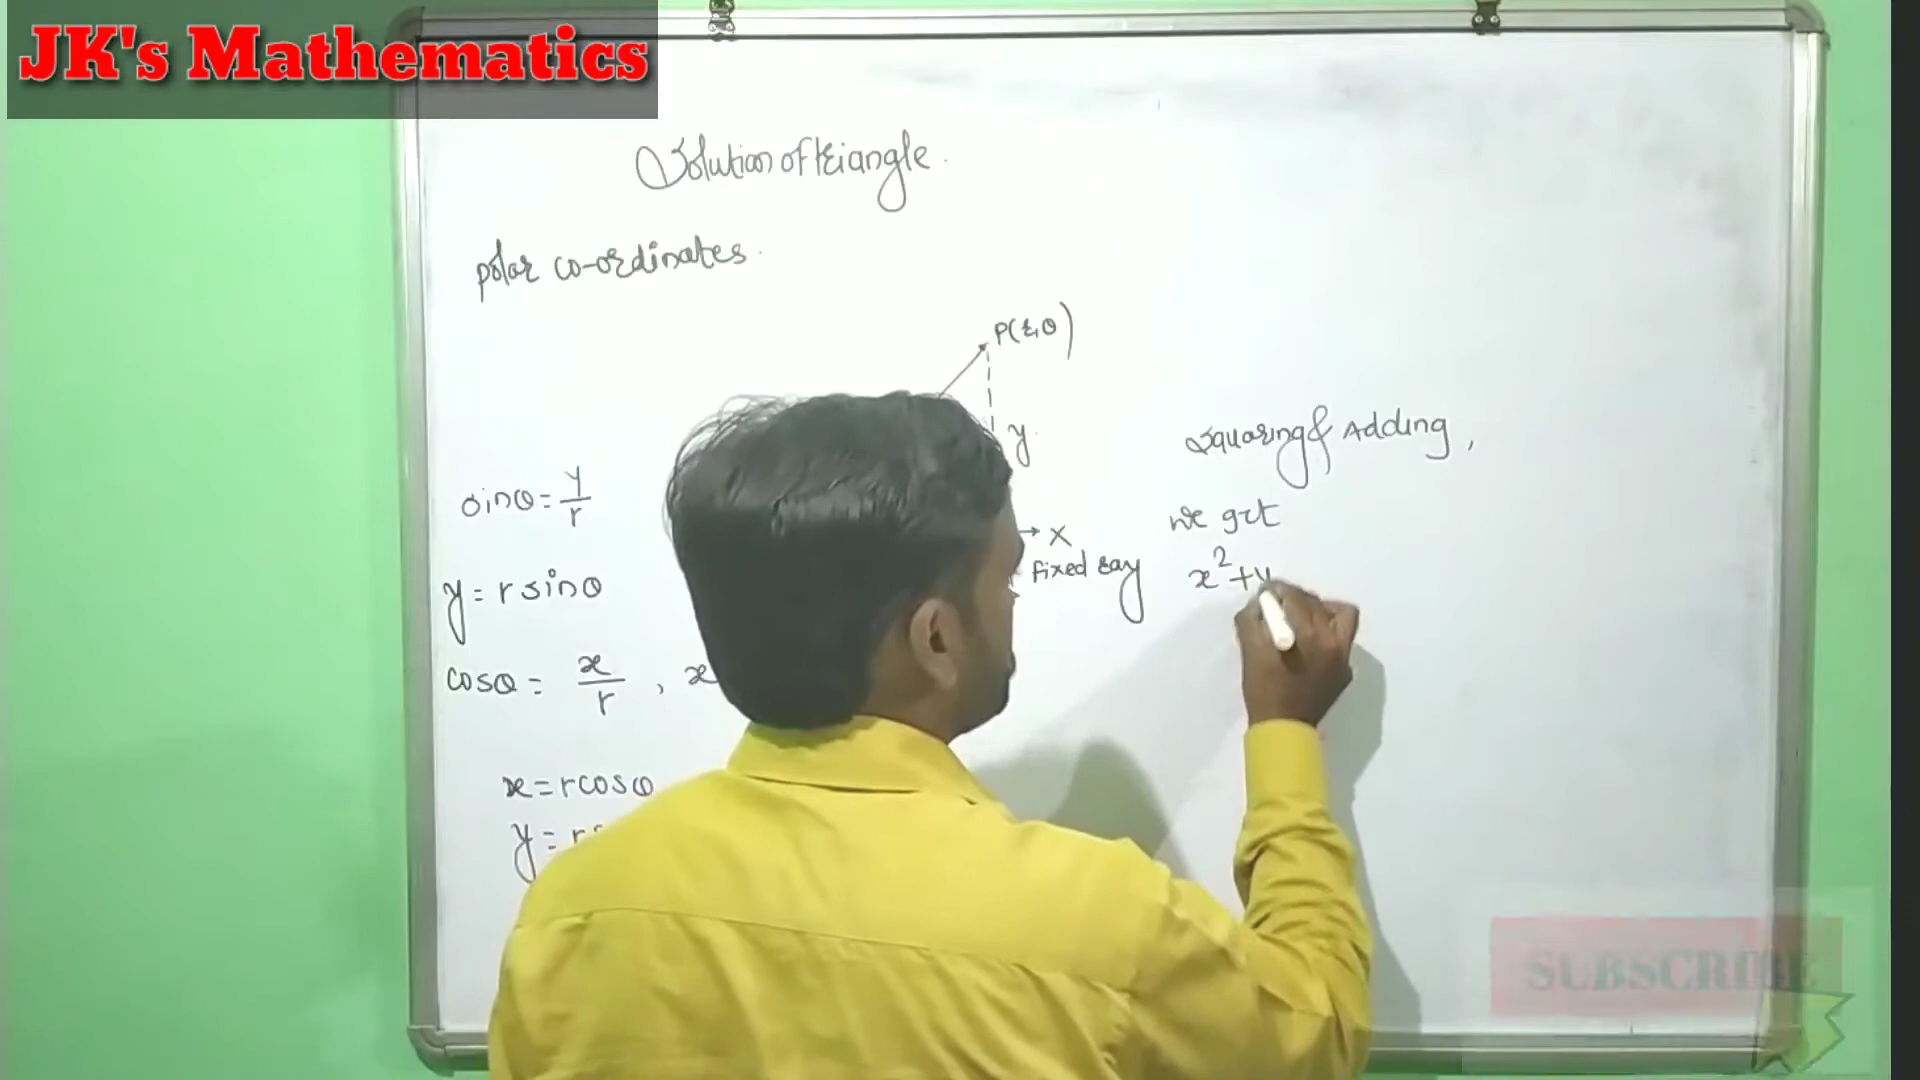 JK's Mathematics
Solution of triangle.
polar co-ordinates.
P(r,θ)
y
sinθ = y/r
y = r sinθ
cosθ = x/r , x
x = rcosθ
y = r
X
fixed ray
Squaring & Adding,
we get
x²+y
SUBSCRIBE